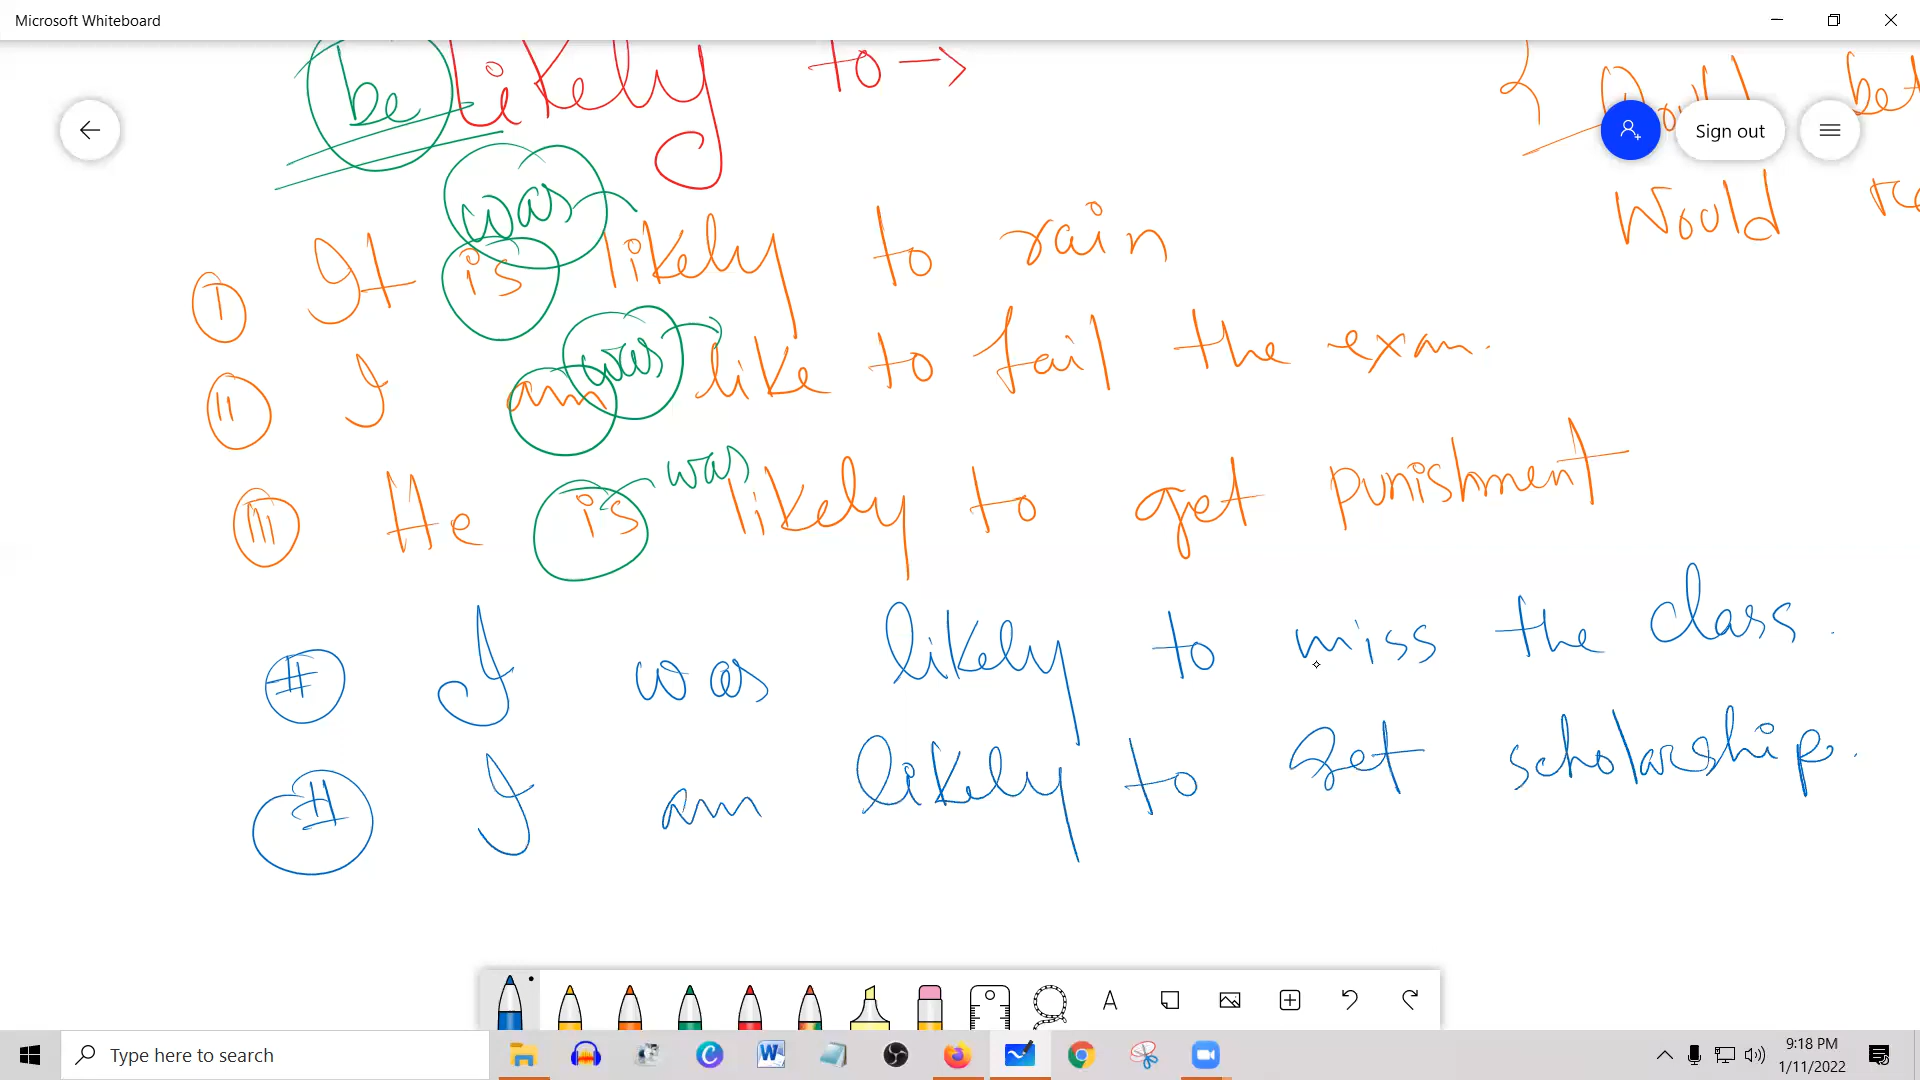 Microsoft Whiteboard
be likely to →
Would bet
Sign out
Would
was
I It is likely to rain
was
II I am like to fail the exam.
was
III He is likely to get punishment
# I was likely to miss the class.
# I am likely to get scholarship.
Type here to search
9:18 PM
1/11/2022